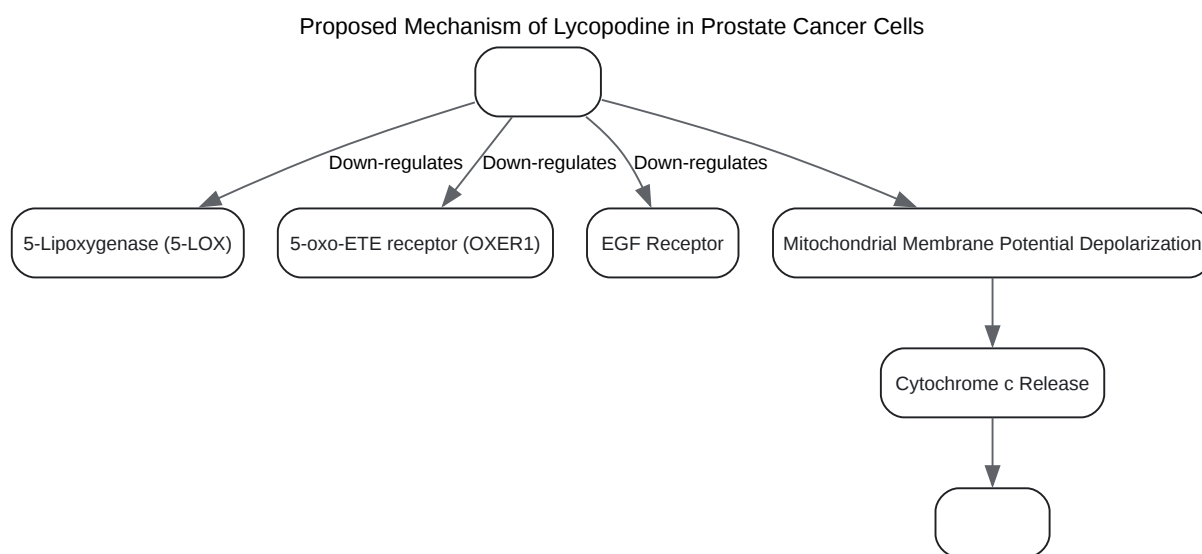 Proposed Mechanism of Lycopodine in Prostate Cancer Cells
Down-regulates Down-regulates Down-regulates
5-Lipoxygenase (5-LOX) 5-oxo-ETE receptor (OXER1) EGF Receptor Mitochondrial Membrane Potential Depolarization
Cytochrome c Release